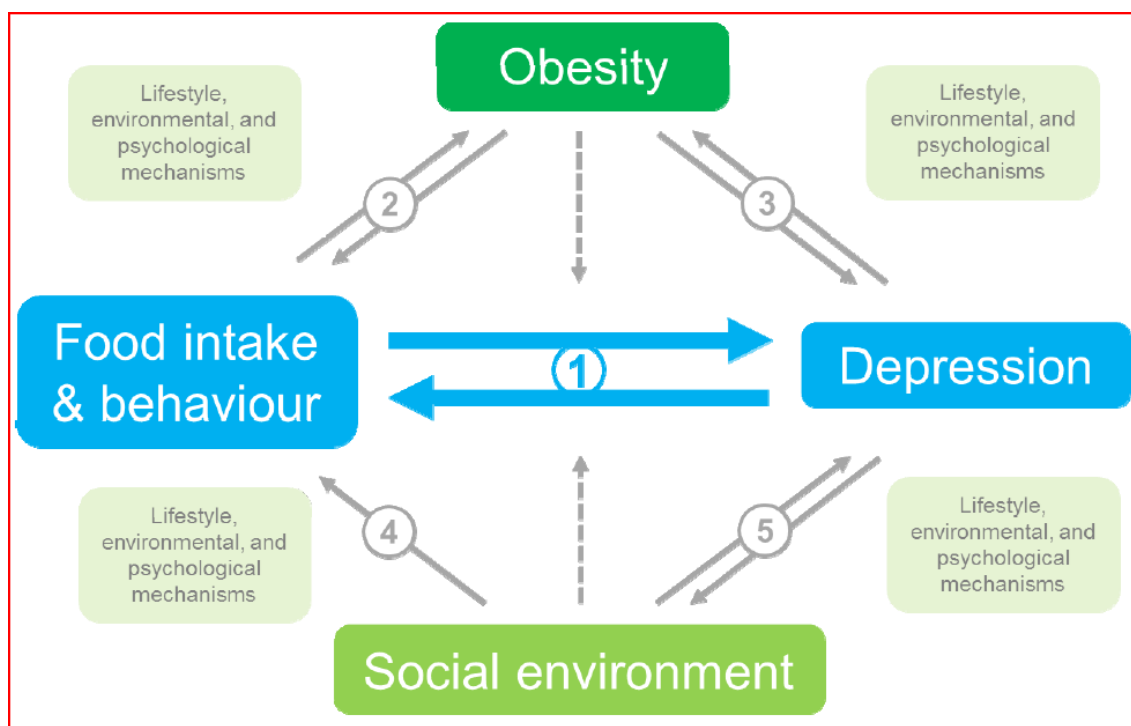 Obesity
Lifestyle,
environmental, and
psychological
mechanisms
Lifestyle,
environmental, and
psychological
mechanisms
2
3
Food intake
& behaviour
1
Depression
Lifestyle,
environmental, and
psychological
mechanisms
4
5
Lifestyle,
environmental, and
psychological
mechanisms
Social environment